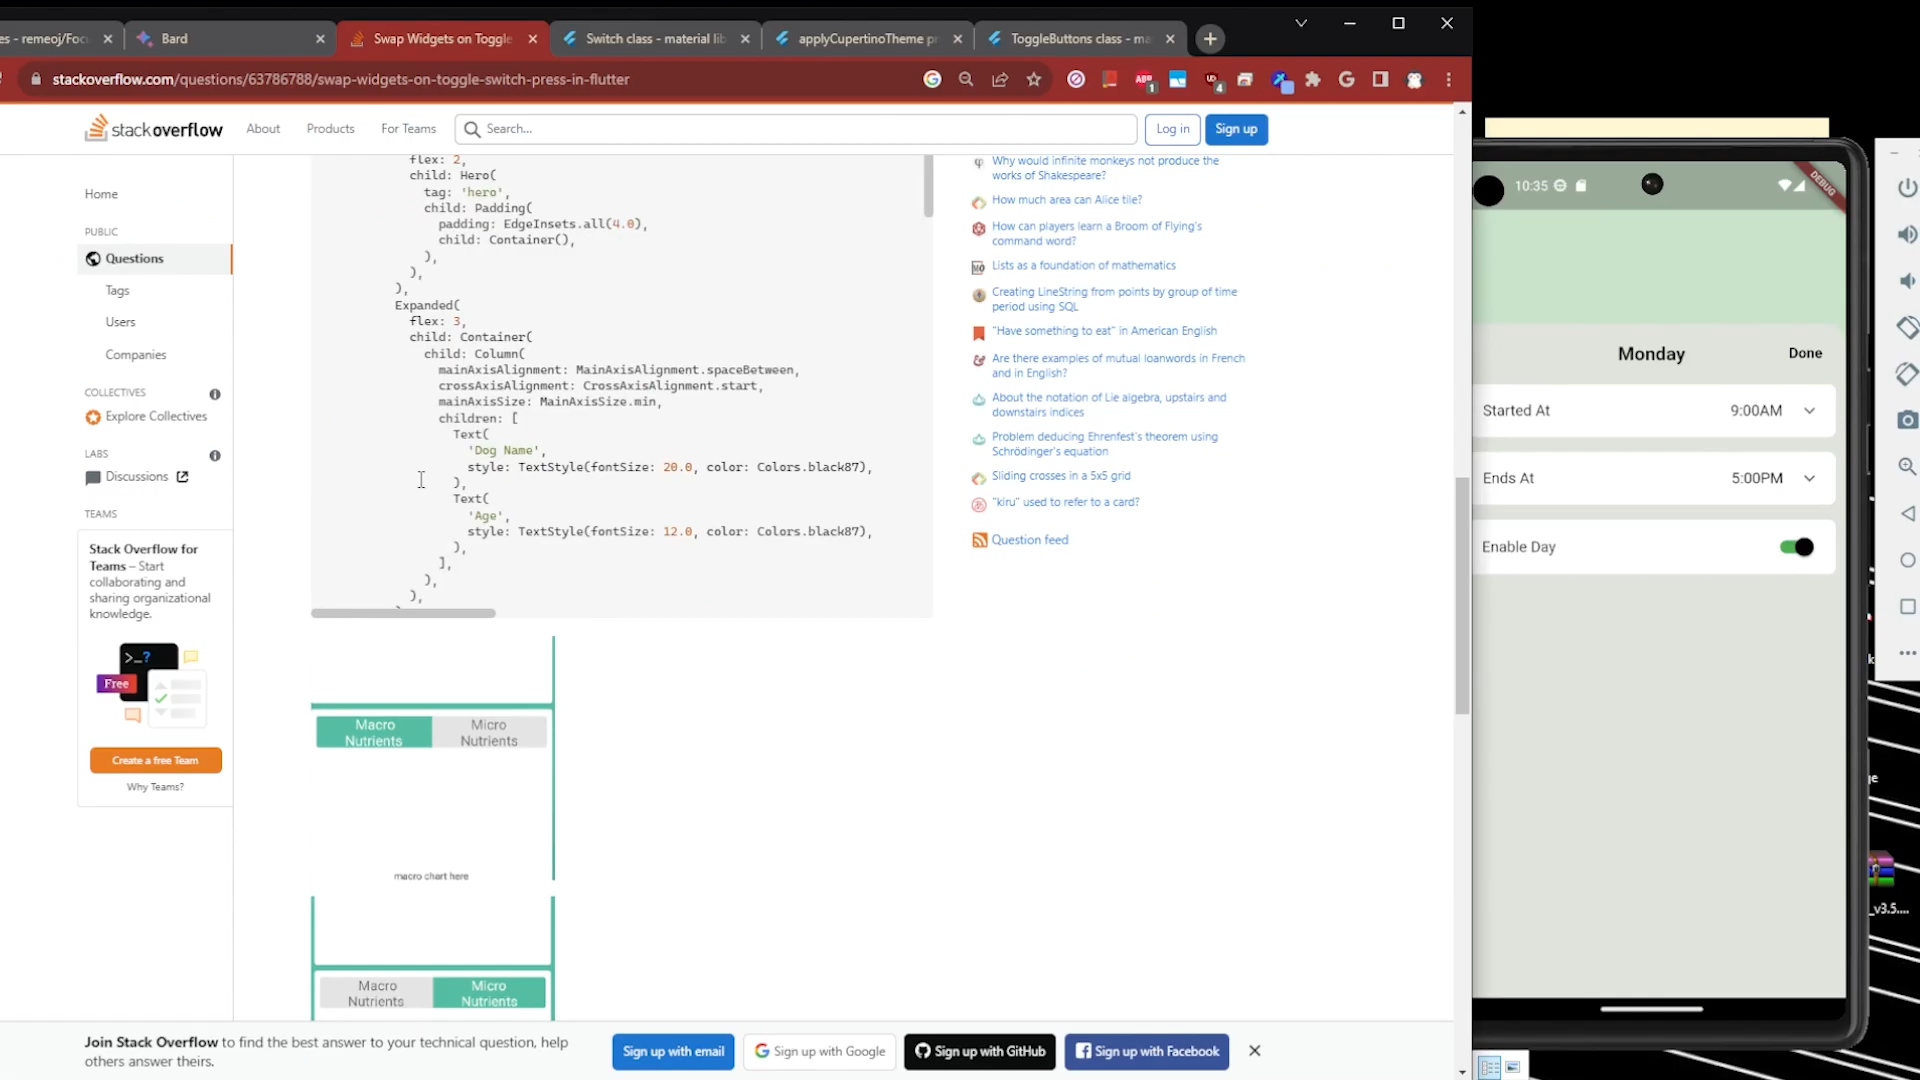 es - remeoj/Foc
Bard
Swap Widgets on Toggle
Switch class - material lib
applyCupertinoTheme pr
ToggleButtons class - ma
stackoverflow.com/questions/63786788/swap-widgets-on-toggle-switch-press-in-flutter
stackoverflow
About
Products
For Teams
Search...
Log in
Sign up
Home
PUBLIC
Questions
Tags
Users
Companies
COLLECTIVES
Explore Collectives
LABS
Discussions
TEAMS
Stack Overflow for
Teams – Start
collaborating and
sharing organizational
knowledge.
Free
Create a free Team
Why Teams?
flex: 2,
child: Hero(
tag: 'hero',
child: Padding(
padding: EdgeInsets.all(4.0),
child: Container(),
),
),
),
Expanded(
flex: 3,
child: Container(
child: Column(
mainAxisAlignment: MainAxisAlignment.spaceBetween,
crossAxisAlignment: CrossAxisAlignment.start,
mainAxisSize: MainAxisSize.min,
children: [
Text(
'Dog Name',
style: TextStyle(fontSize: 20.0, color: Colors.black87),
),
Text(
'Age',
style: TextStyle(fontSize: 12.0, color: Colors.black87),
),
],
),
),
Macro
Nutrients
Micro
Nutrients
macro chart here
Macro
Nutrients
Micro
Nutrients
Why would infinite monkeys not produce the
works of Shakespeare?
How much area can Alice tile?
How can players learn a Broom of Flying's
command word?
Lists as a foundation of mathematics
Creating LineString from points by group of time
period using SQL
"Have something to eat" in American English
Are there examples of mutual loanwords in French
and in English?
About the notation of Lie algebra, upstairs and
downstairs indices
Problem deducing Ehrenfest's theorem using
Schrödinger's equation
Sliding crosses in a 5x5 grid
"kiru" used to refer to a card?
Question feed
Join Stack Overflow to find the best answer to your technical question, help
others answer theirs.
Sign up with email
Sign up with Google
Sign up with GitHub
Sign up with Facebook
10:35
DEBUG
Monday
Done
Started At
9:00AM
Ends At
5:00PM
Enable Day
_v3.5....